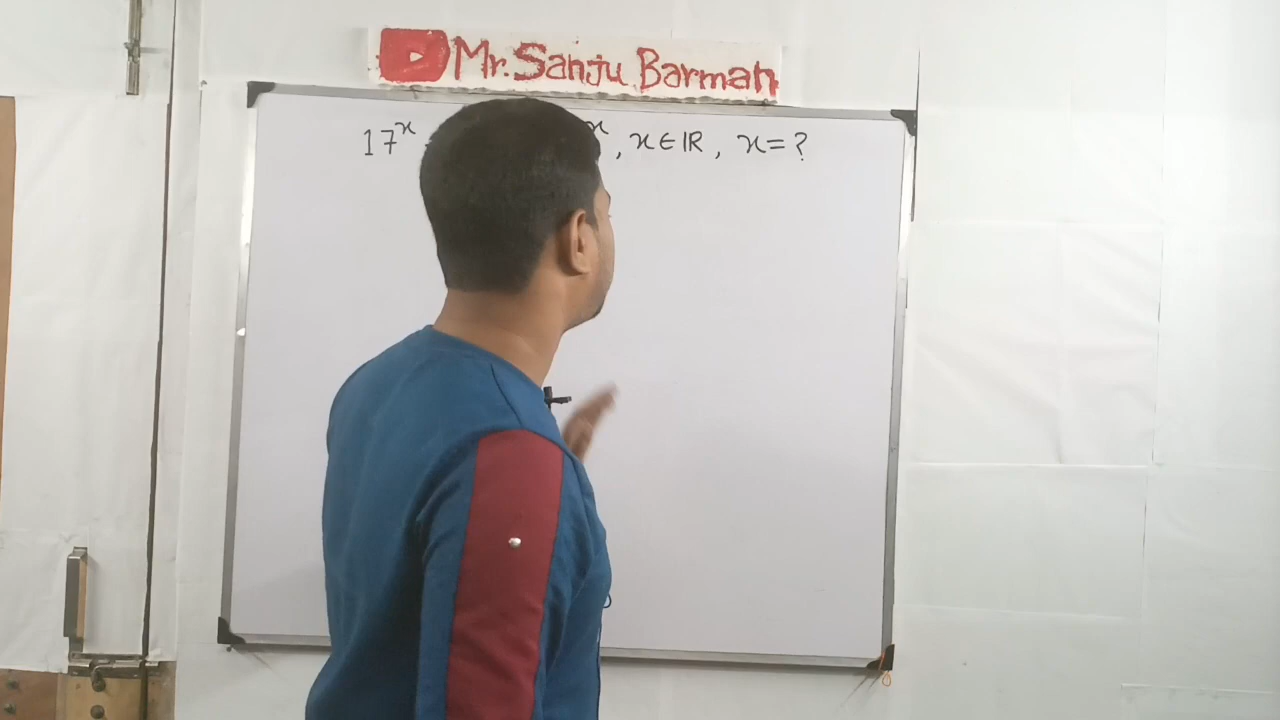 Mr. Sanju Barman
17^x x, x∈ℝ, x=?